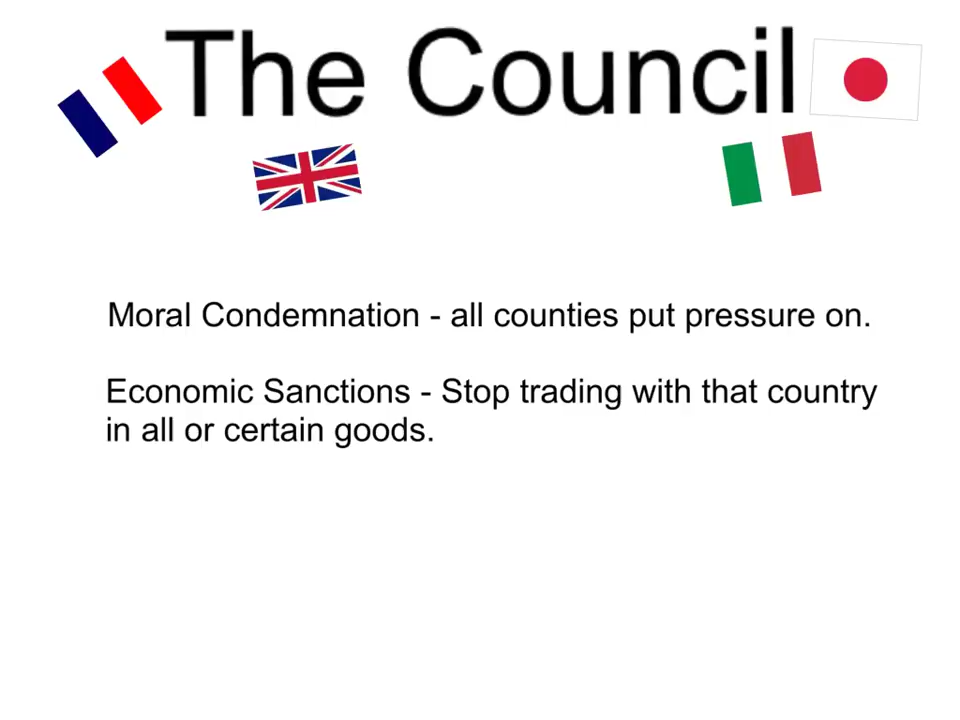 The Council
Moral Condemnation - all counties put pressure on.
Economic Sanctions - Stop trading with that country
in all or certain goods.